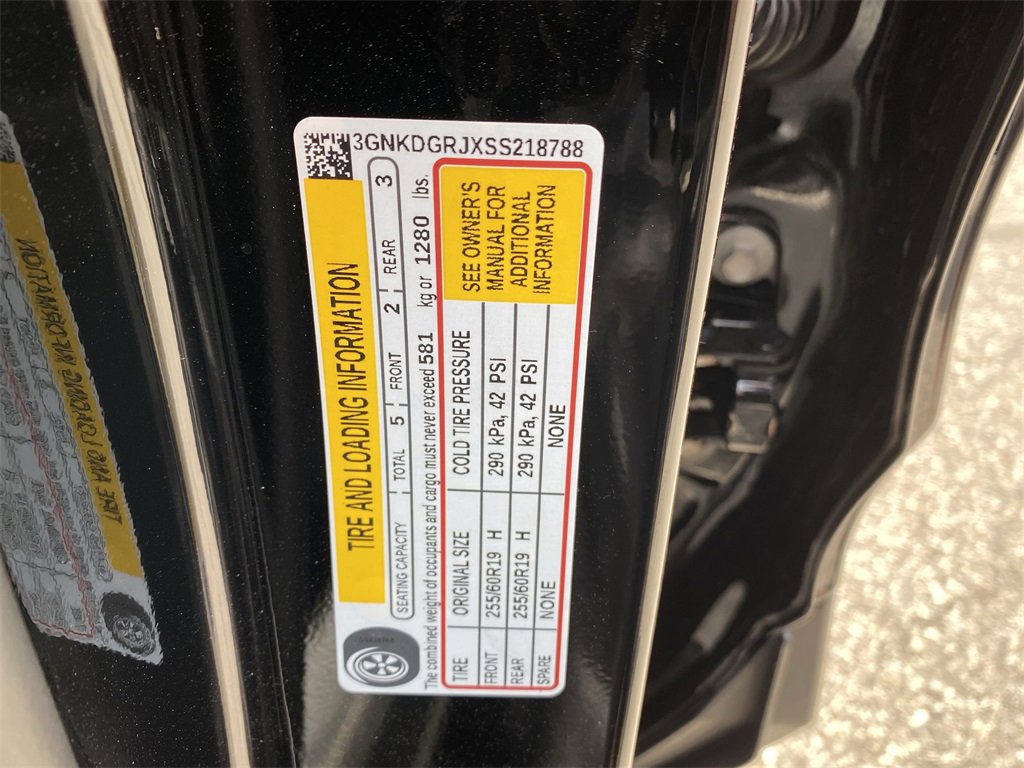 3GNKDGRJXSS218788
TIRE AND LOADING INFORMATION
SEATING CAPACITY TOTAL 5 FRONT 2 REAR 3
The combined weight of occupants and cargo must never exceed 581 kg or 1280 lbs.
TIRE ORIGINAL SIZE COLD TIRE PRESSURE
FRONT 255/60R19 H 290 kPa, 42 PSI
REAR 255/60R19 H 290 kPa, 42 PSI
SPARE NONE NONE
SEE OWNER'S
MANUAL FOR
ADDITIONAL
INFORMATION